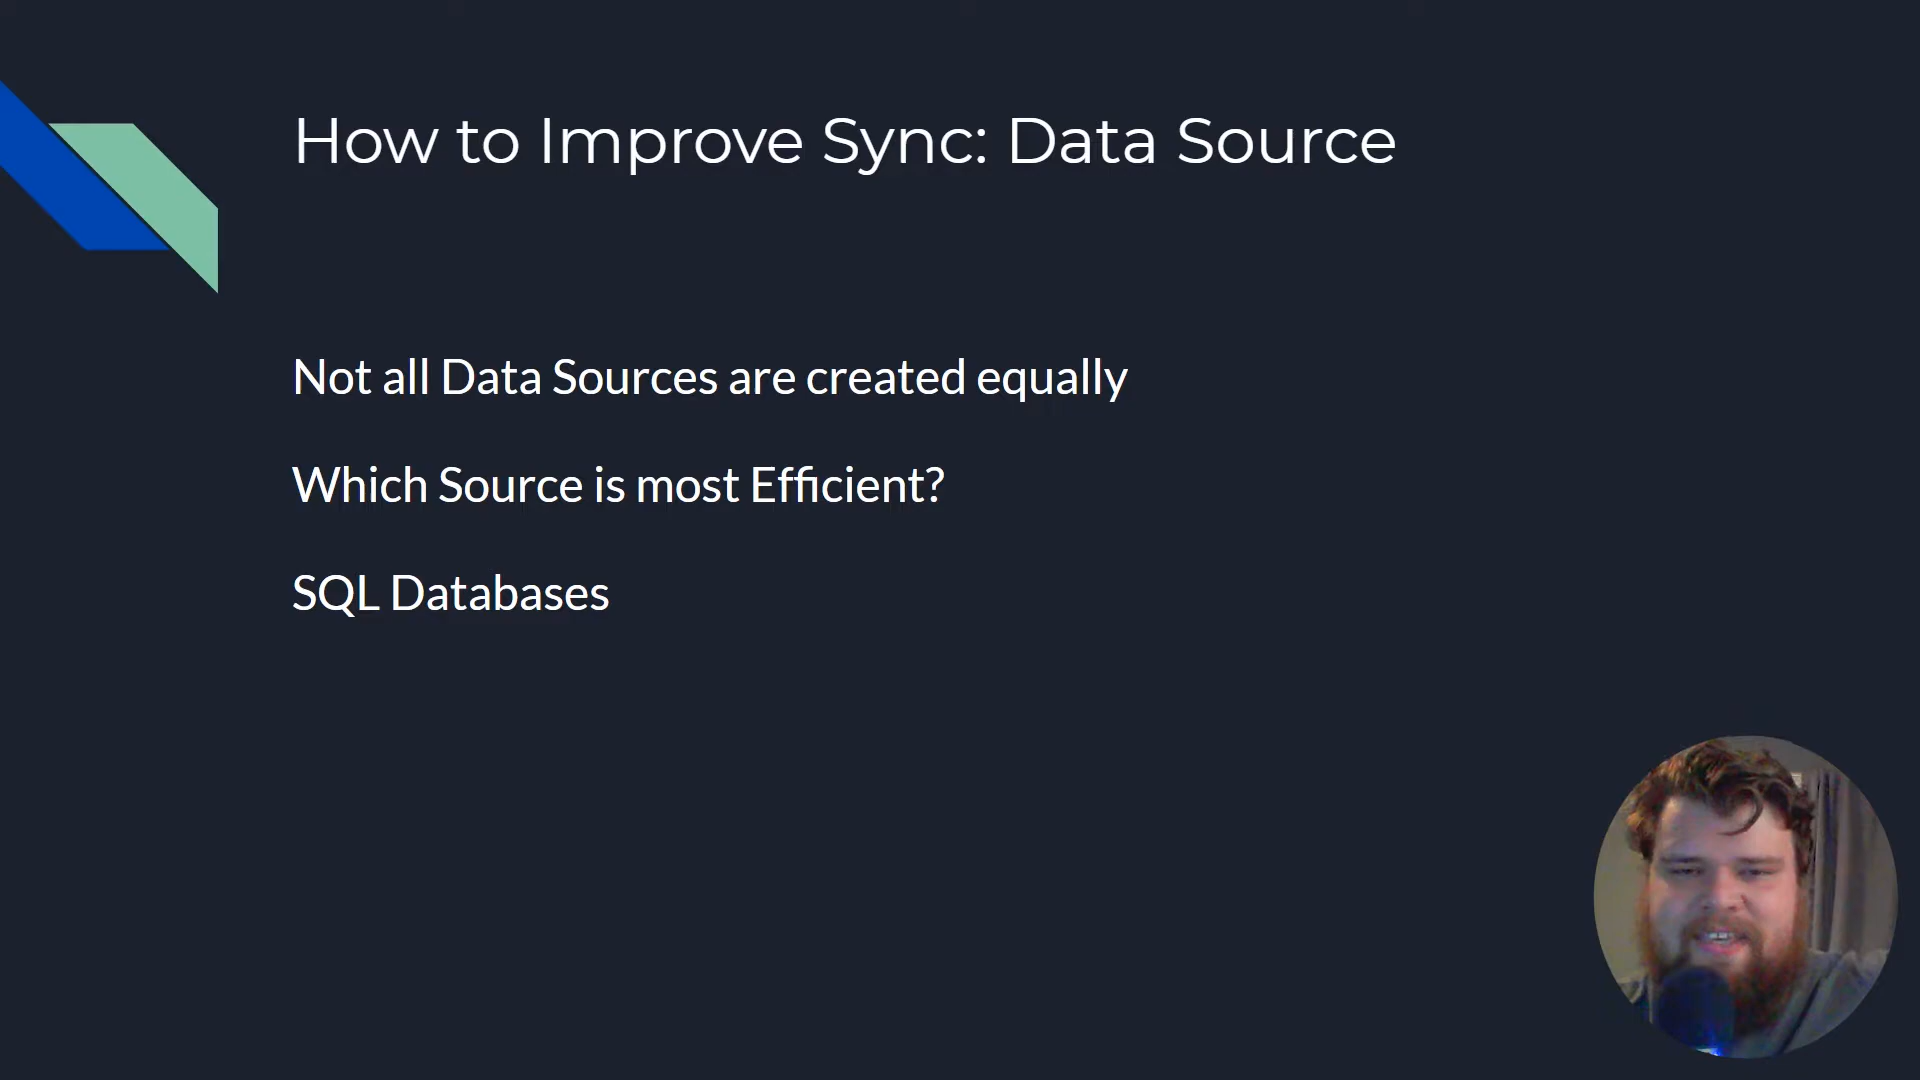 How to Improve Sync: Data Source
Not all Data Sources are created equally
Which Source is most Efficient?
SQL Databases